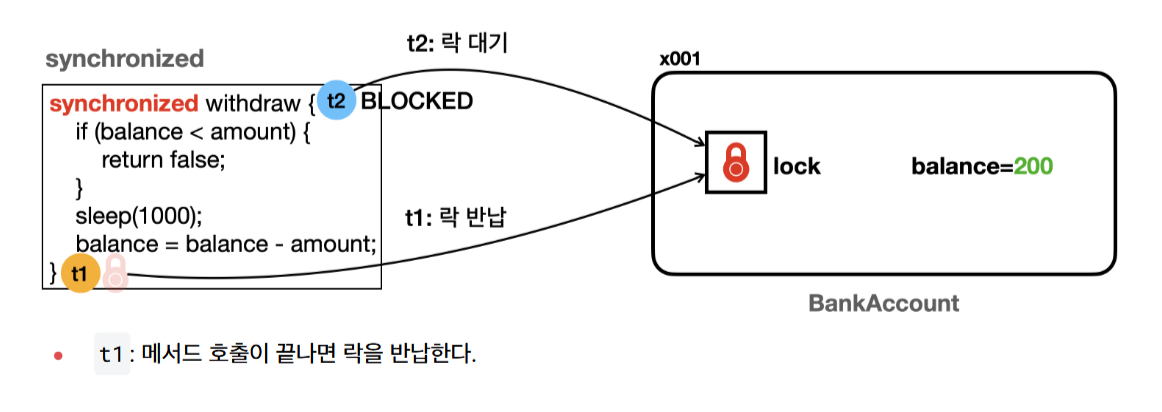 t2: 락 대기
synchronized
x001
synchronized withdraw { t2 BLOCKED
if (balance < amount) {
return false;
}
sleep(1000);
balance = balance - amount;
} t1
t1: 락 반납
lock
balance=200
BankAccount
• t1: 메서드 호출이 끝나면 락을 반납한다.